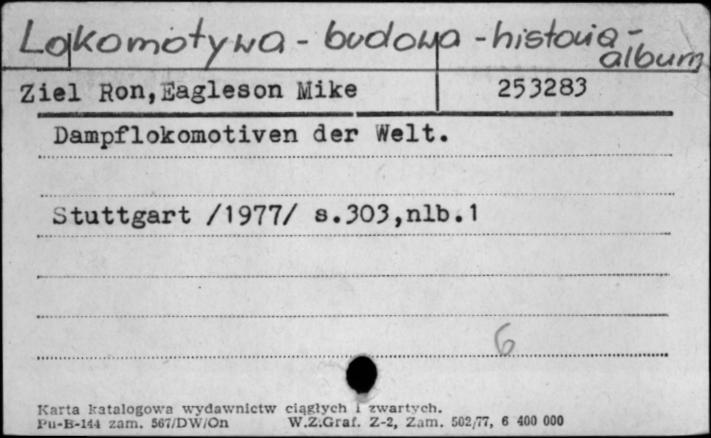 Lokomotywa - budowa - historia -
album
Ziel Ron,Eagleson Mike 253283
Dampflokomotiven der Welt.
Stuttgart /1977/ s.303,nlb.1
6
Karta katalogowa wydawnictw ciągłych i zwartych.
Pu-B-144 zam. 567/DW/On W.Z.Graf. Z-2, Zam. 502/77, 6 400 000